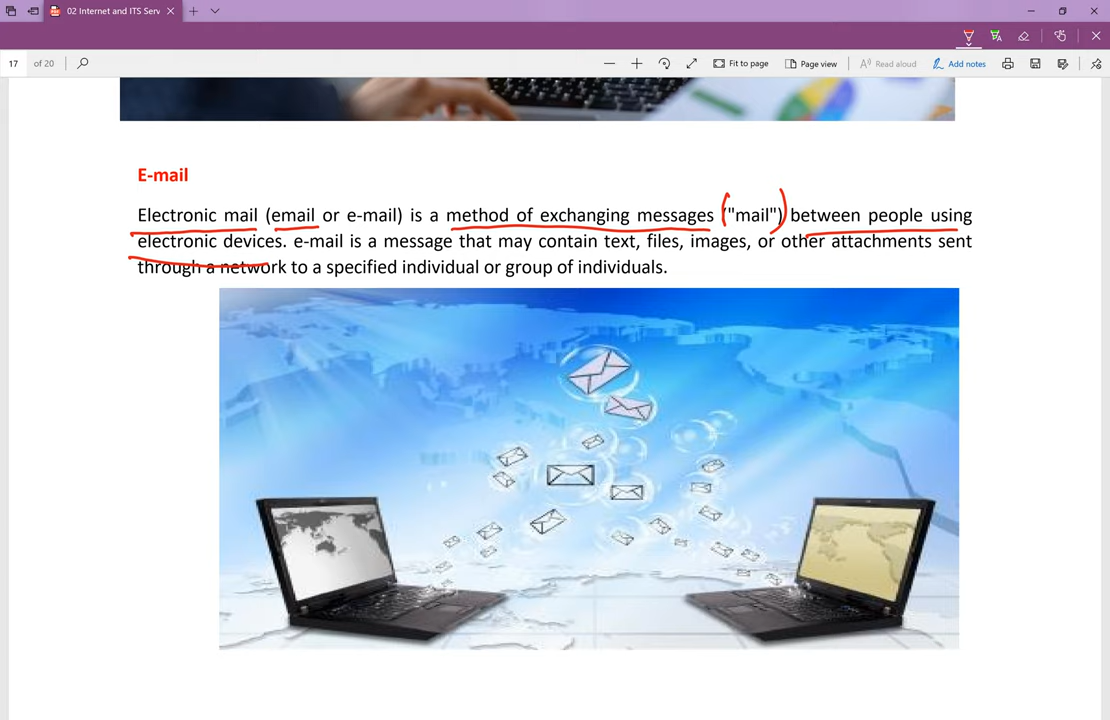 02 Internet and ITS Serv
17 of 20
Fit to page
Page view
Read aloud
Add notes
E-mail
Electronic mail (email or e-mail) is a method of exchanging messages ("mail") between people using
electronic devices. e-mail is a message that may contain text, files, images, or other attachments sent
through a network to a specified individual or group of individuals.